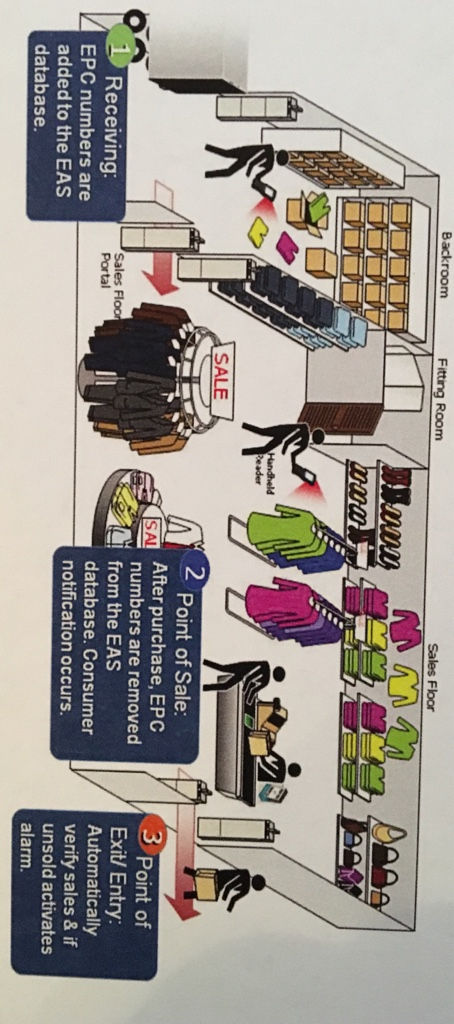 Backroom
Fitting Room
Sales Floor
SALE
Handheld
Reader
Sales Floor
Portal
SAL
1 Receiving:
EPC numbers are
added to the EAS
database.
2 Point of Sale:
After purchase, EPC
numbers are removed
from the EAS
database. Consumer
notification occurs.
3 Point of
Exit/ Entry:
Automatically
verify sales & if
unsold activates
alarm.